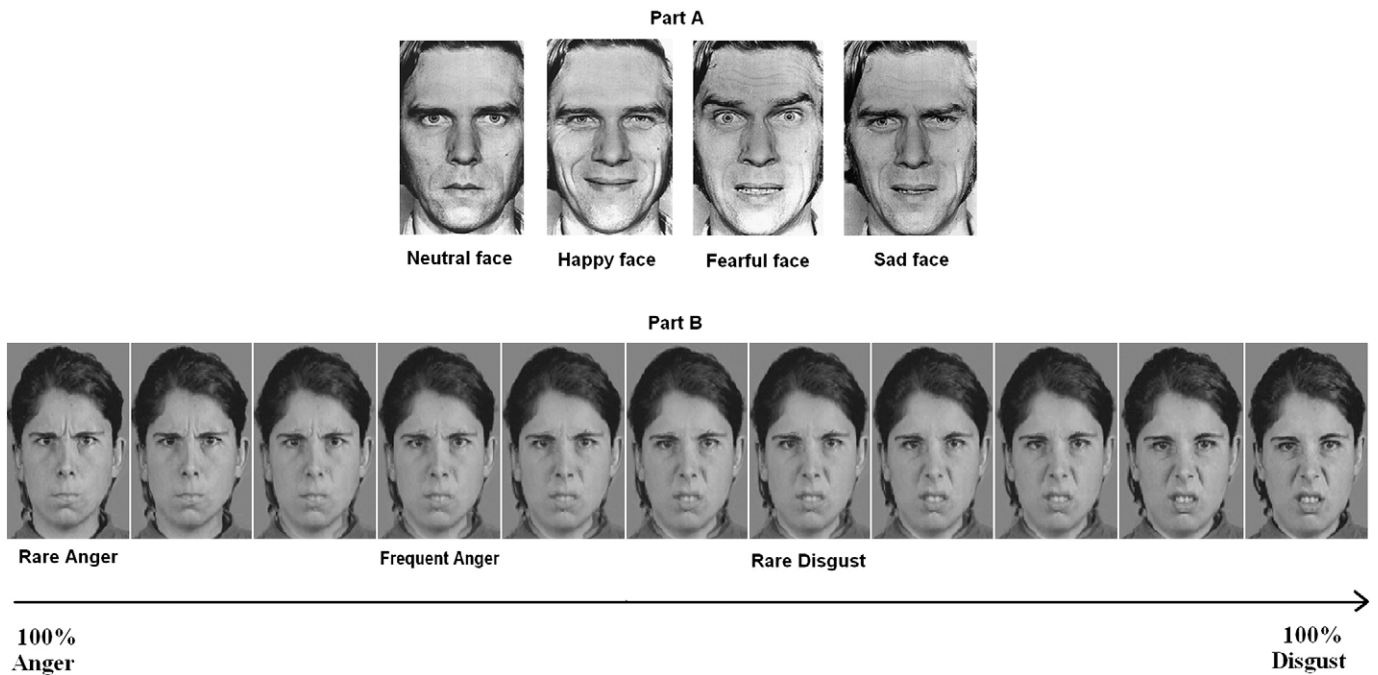 Part A
Neutral face Happy face Fearful face Sad face
Part B
Rare Anger Frequent Anger Rare Disgust
100% 100%
Anger Disgust